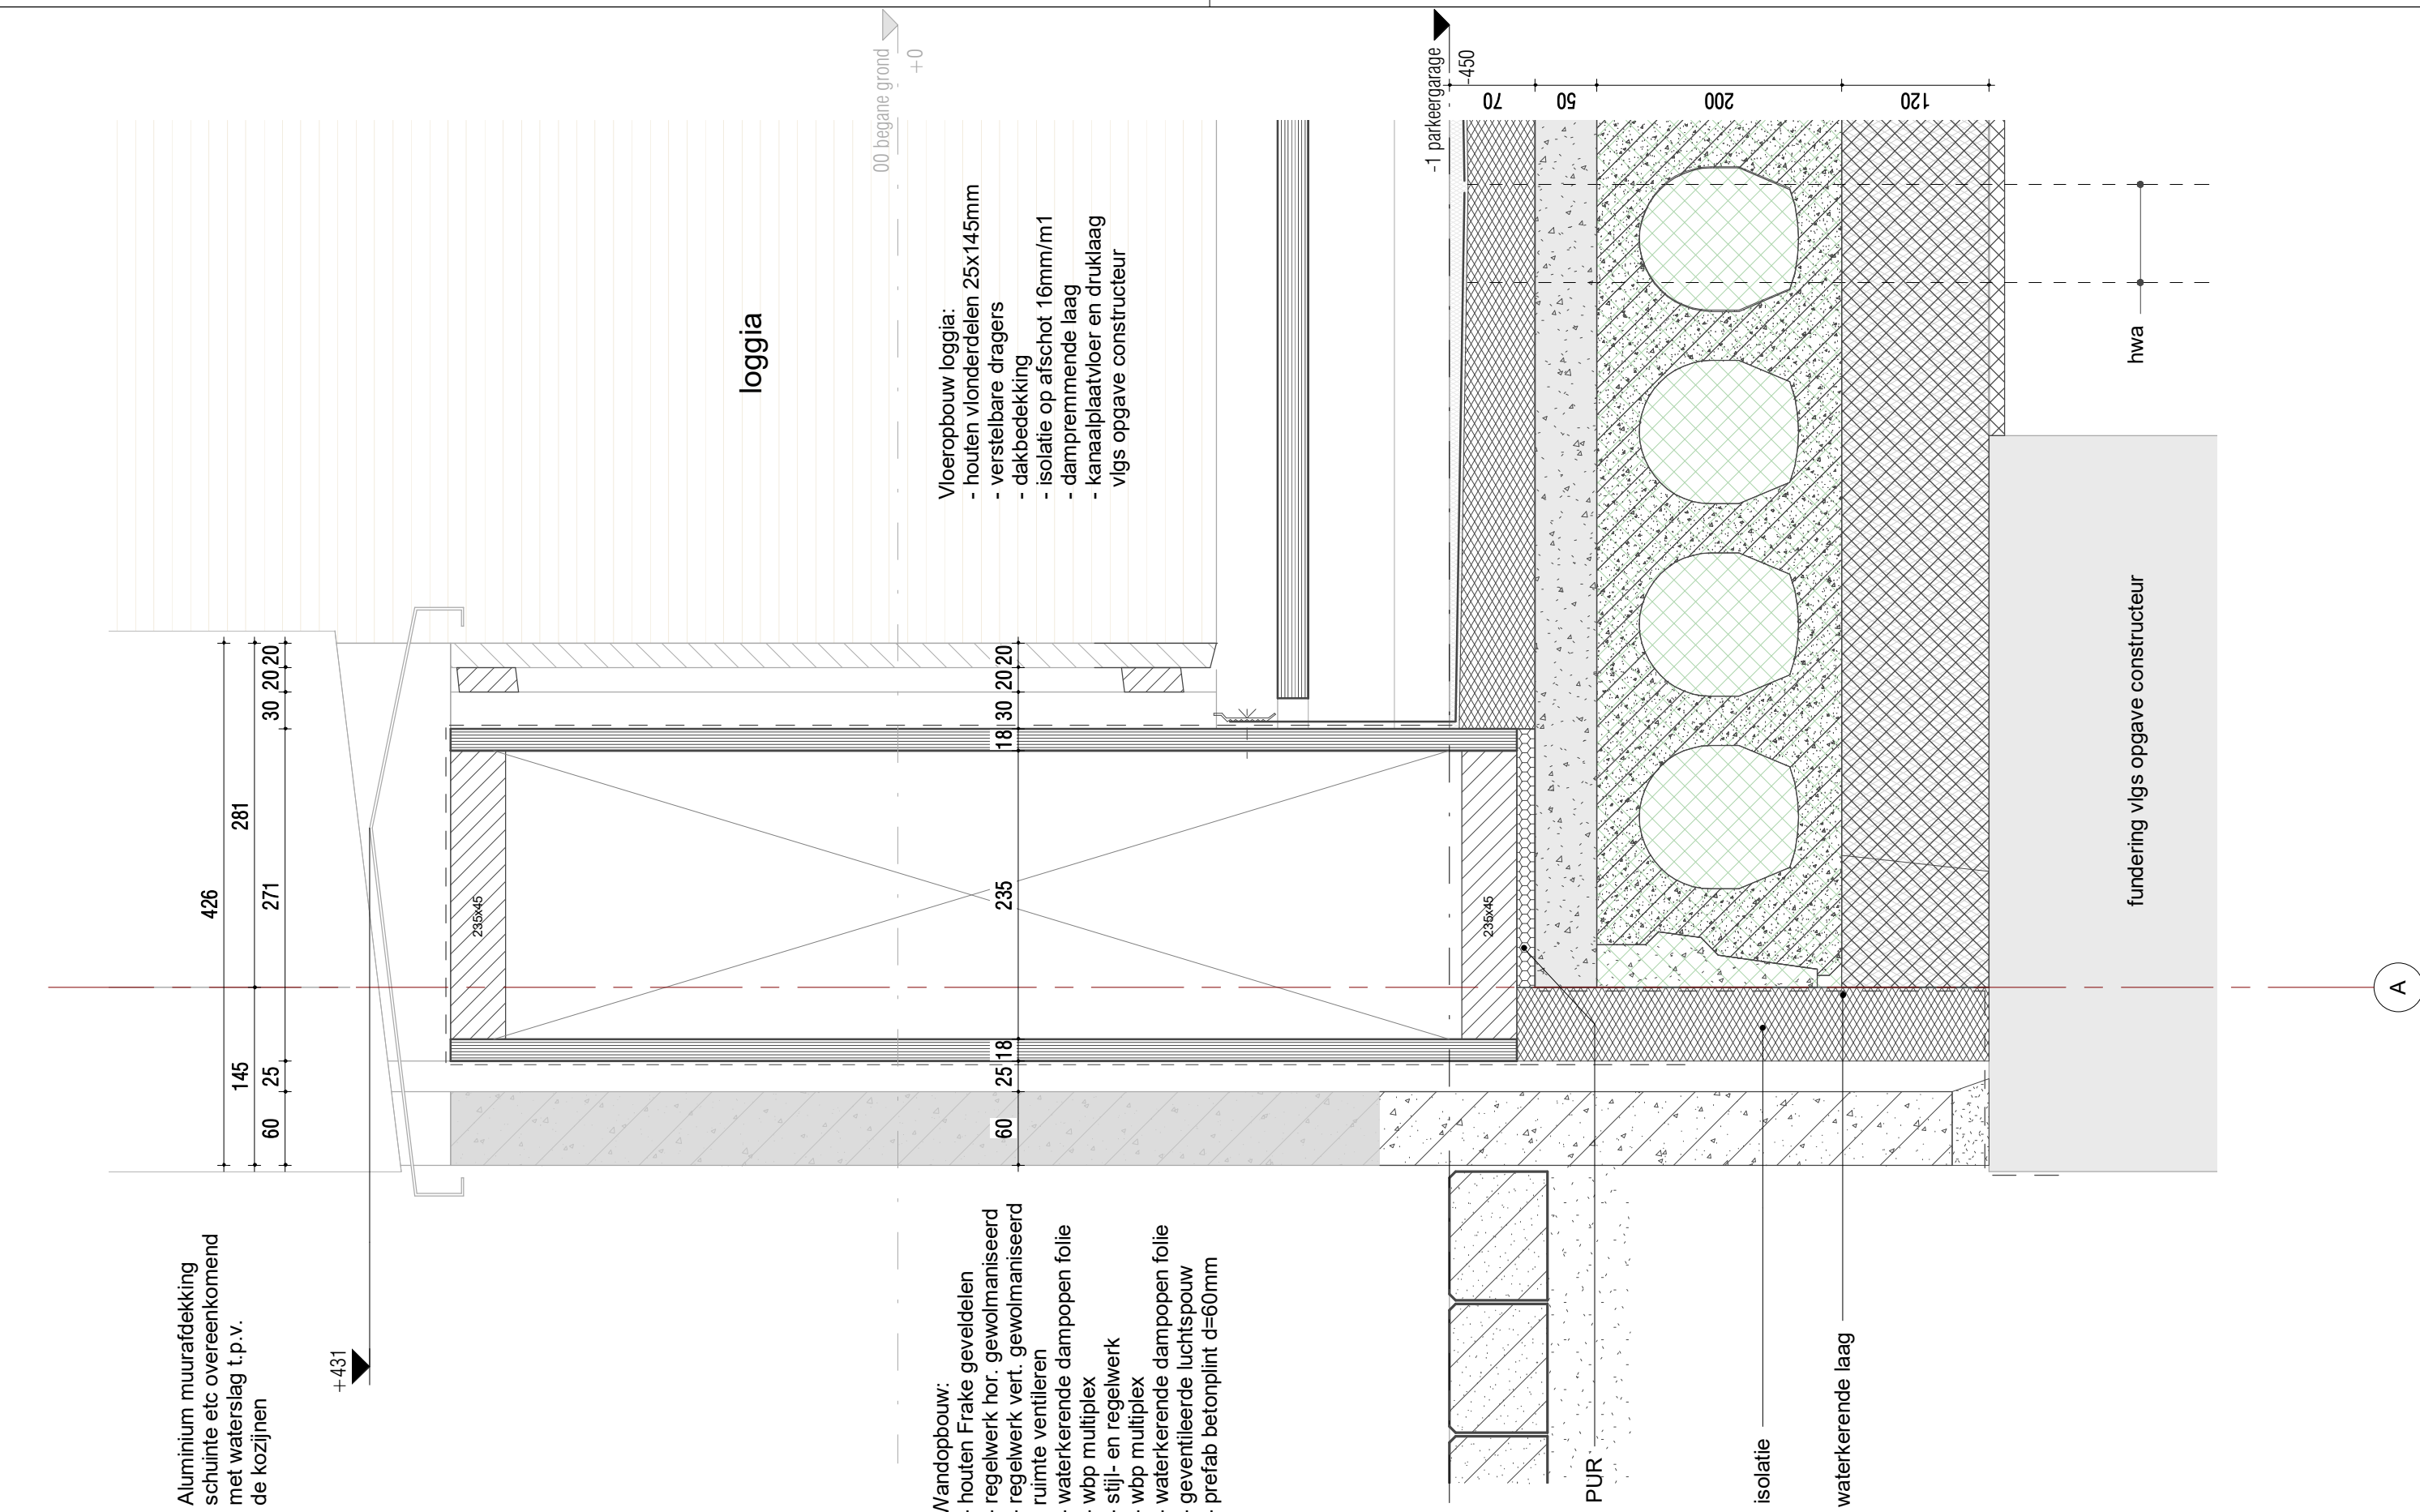 Aluminium murafdekking
schuinte etc overeenkomend
met waterslag t.p.v.
de kozijnen
+431
426
145
281
60
25
271
30
20
20
loggia
00 begane grond
+0
Vloeropbouw loggia:
- houten vlonderdelen 25x145mm
- verstelbare dragers
- dakbedekking
- isolatie op afschot 16mm/m1
- dampremmende laag
- kanaalplaatvloer en druklaag
vlgs opgave constructeur
235x45
60
25
18
235
18
30
20
20
235x45
Wandopbouw:
- houten Frake geveldelen
- regelwerk hor. gewolmaniseerd
- regelwerk vert. gewolmaniseerd
ruimte ventileren
- waterkerende dampopen folie
- wbp multiplex
- stijl- en regelwerk
- wbp multiplex
- waterkerende dampopen folie
- geventileerde luchtspouw
- prefab betonplint d=60mm
-1 parkeergarage
-450
70
50
200
120
PUR
isolatie
waterkerende laag
hwa
fundering vlgs opgave constructeur
A